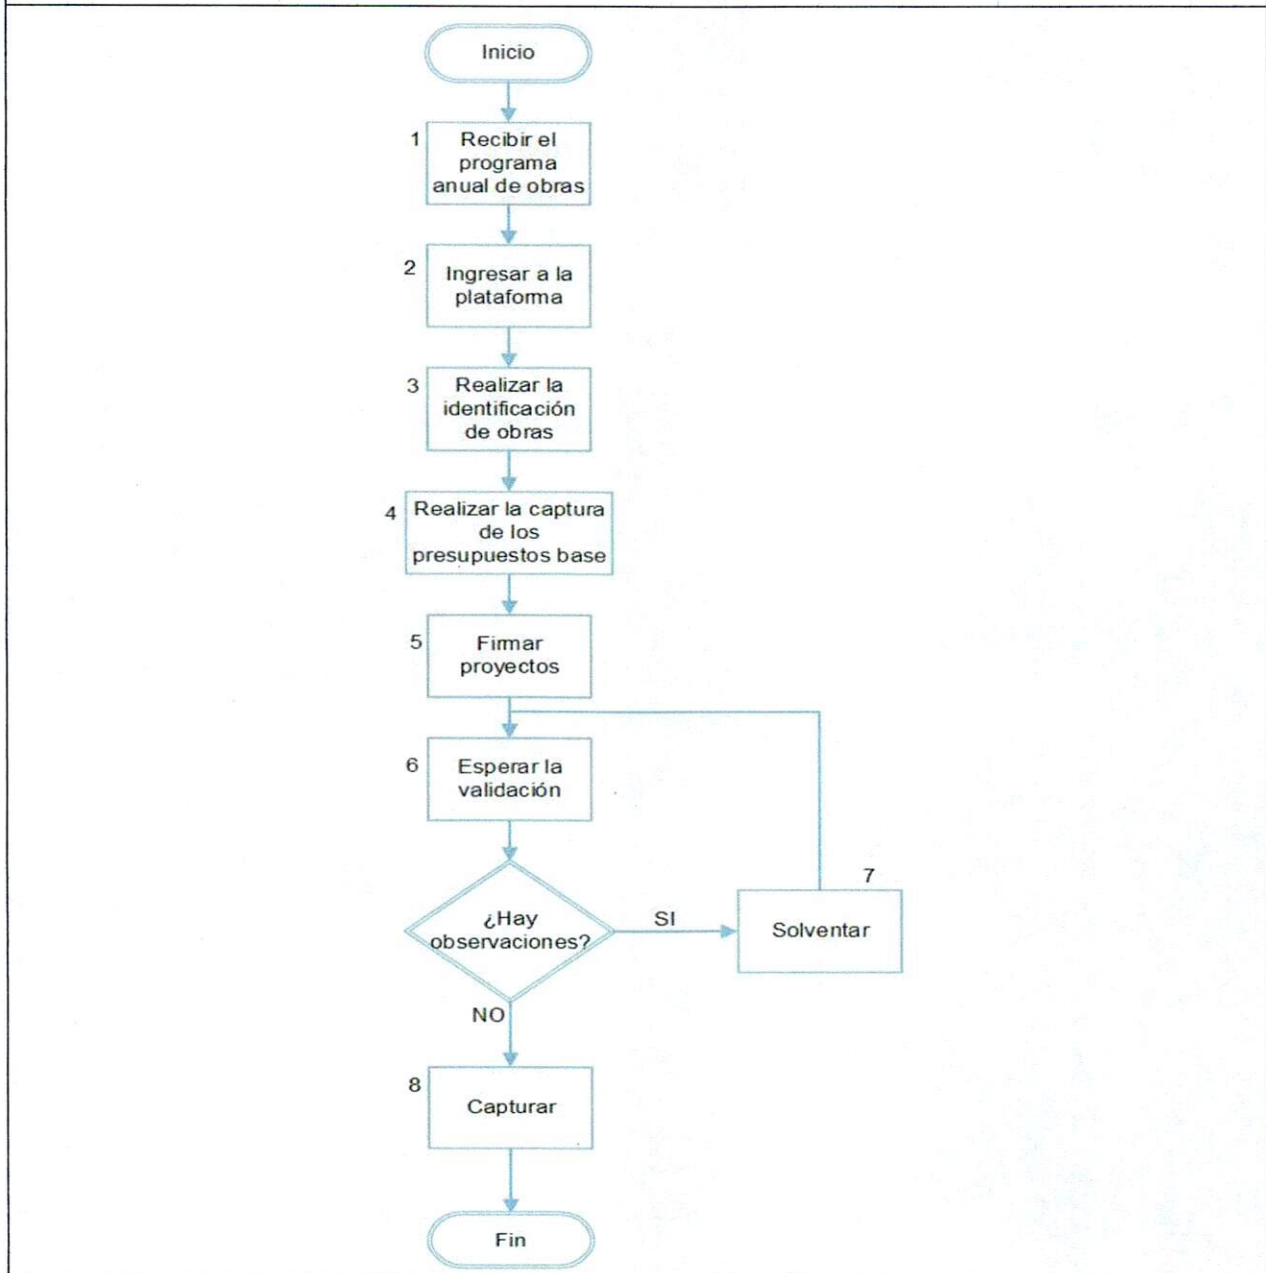 Inicio
1
Recibir el
programa
anual de obras
2
Ingresar a la
plataforma
3
Realizar la
identificación
de obras
4
Realizar la captura
de los
presupuestos base
5
Firmar
proyectos
6
Esperar la
validación
¿Hay
observaciones?
SI
7
Solventar
NO
8
Capturar
Fin